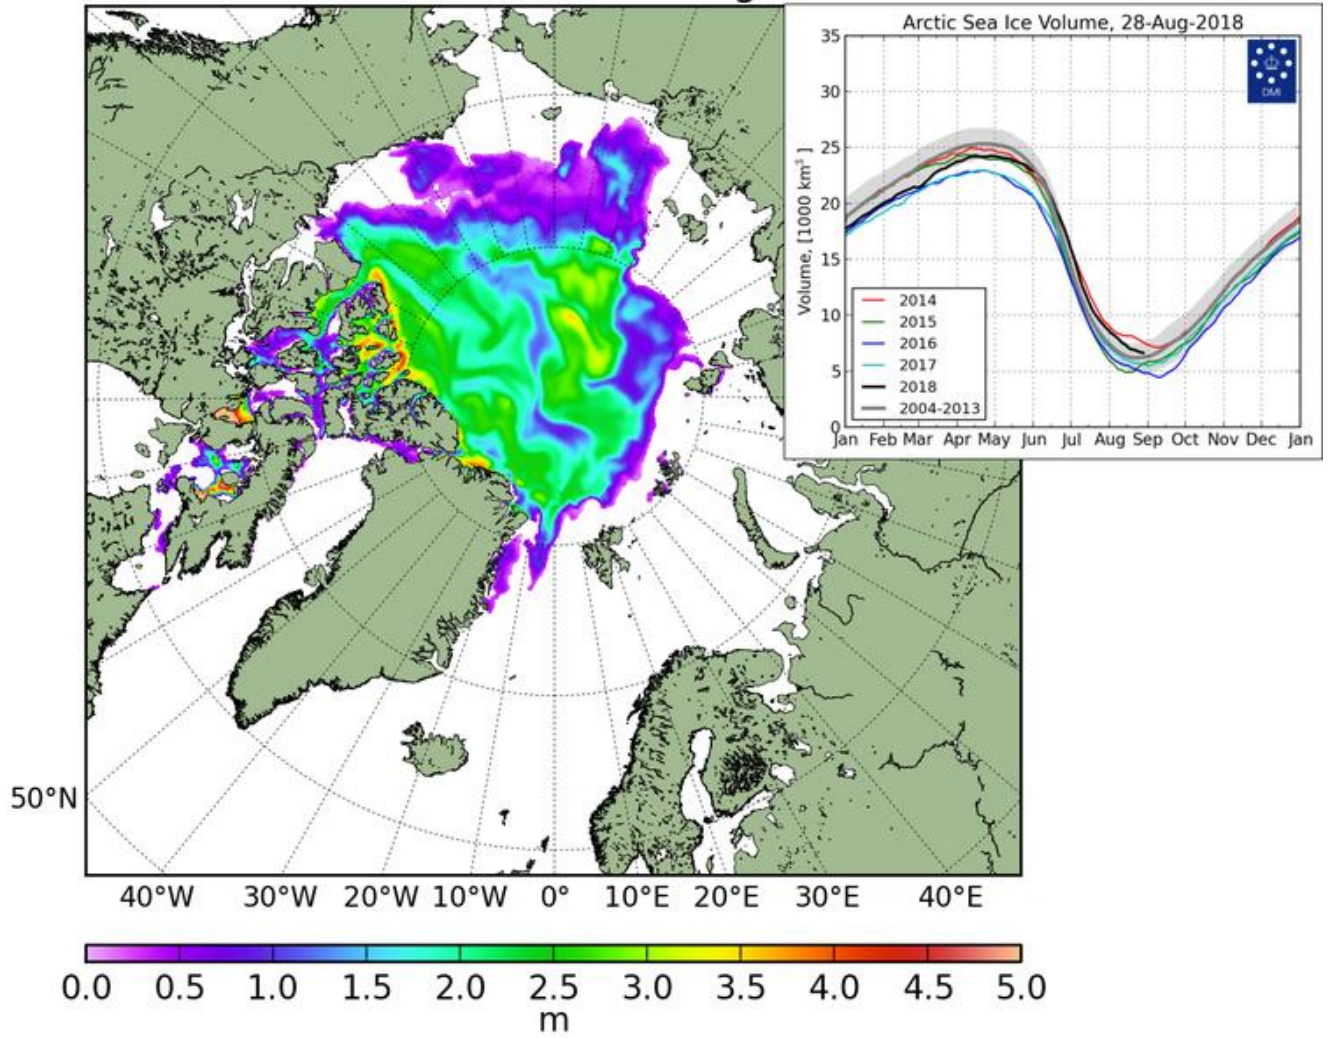 Arctic Sea Ice Volume, 28-Aug-2018
35
30
25
20
15
10
5
0
Volume, [1000 km³ ]
DMI
2014
2015
2016
2017
2018
2004-2013
Jan Feb Mar Apr May Jun Jul Aug Sep Oct Nov Dec Jan
50°N
40°W 30°W 20°W 10°W 0° 10°E 20°E 30°E 40°E
0.0 0.5 1.0 1.5 2.0 2.5 3.0 3.5 4.0 4.5 5.0
m